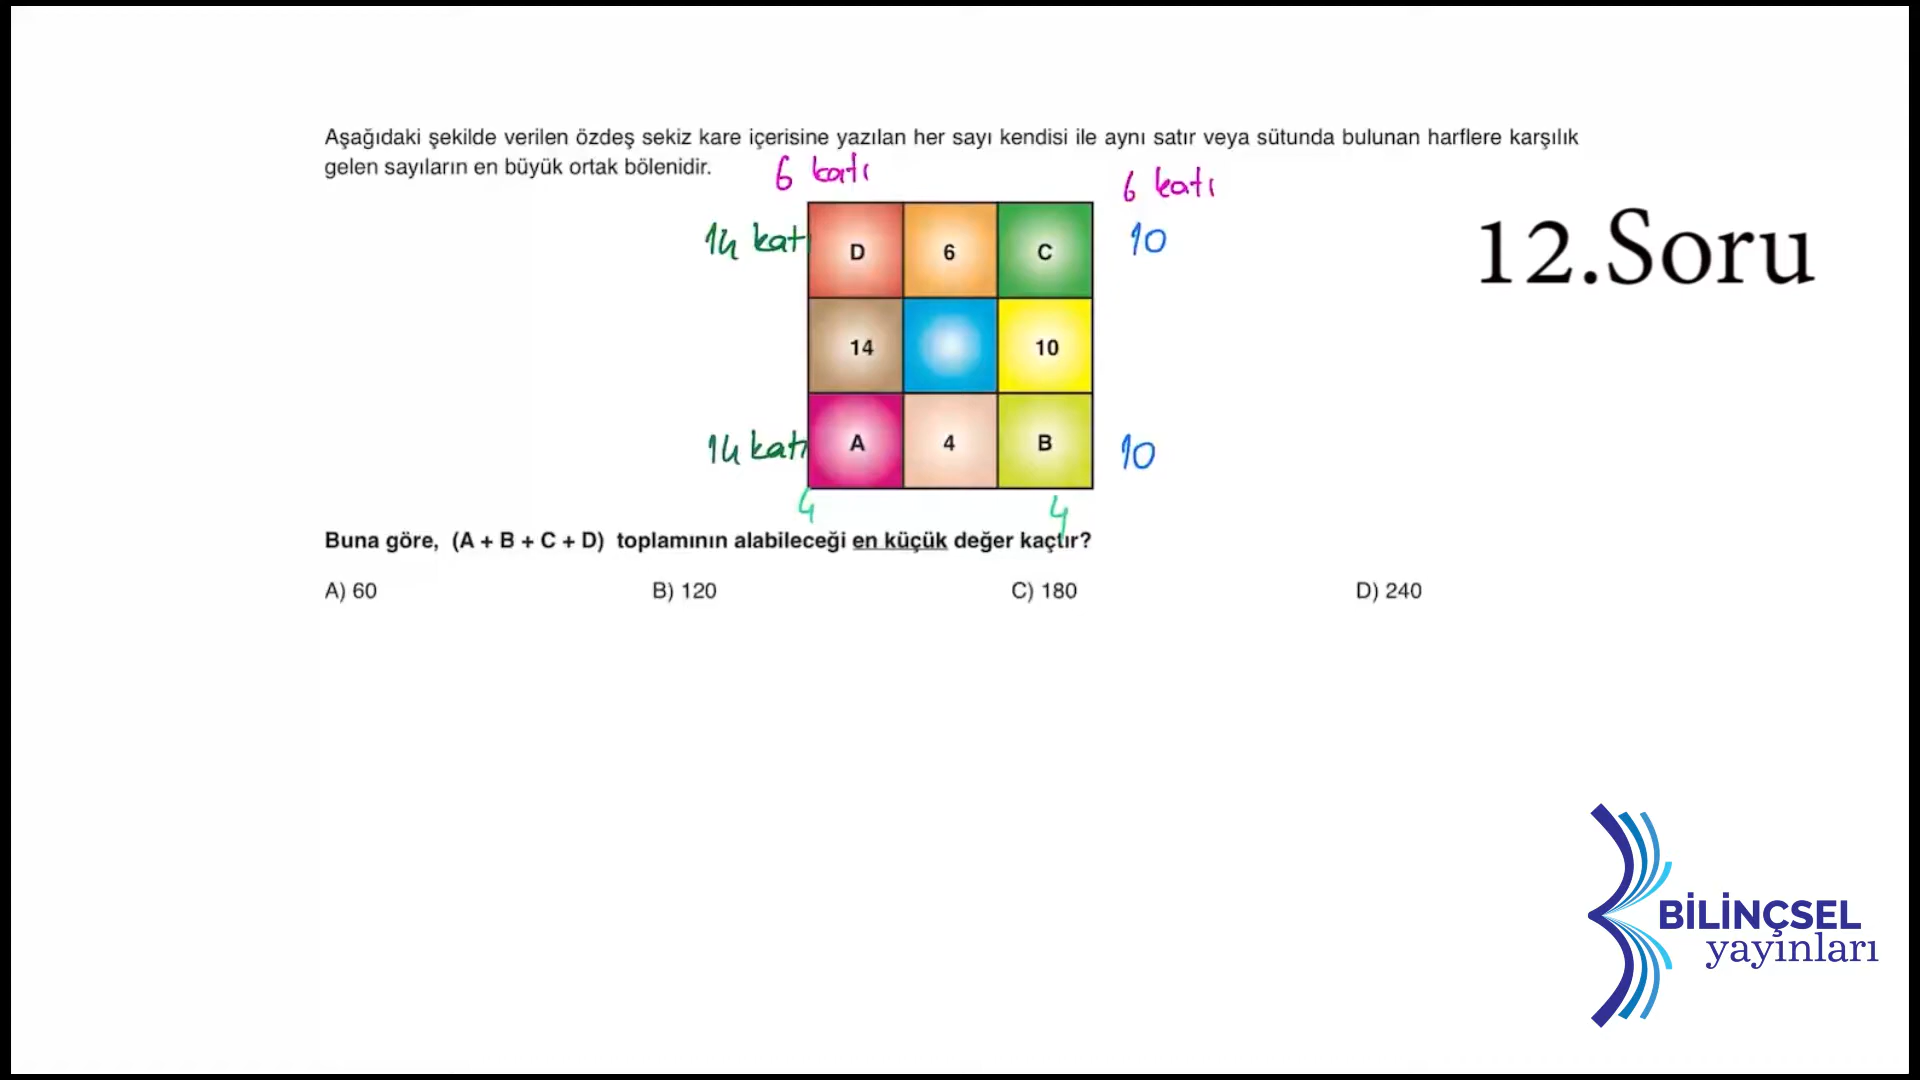 Aşağıdaki şekilde verilen özdeş sekiz kare içerisine yazılan her sayı kendisi ile aynı satır veya sütunda bulunan harflere karşılık
gelen sayıların en büyük ortak bölenidir.
6 katı
6 katı
12.Soru
14 katı
D 6 C
10
14 10
14 katı
A 4 B
10
4
4
Buna göre, (A + B + C + D) toplamının alabileceği en küçük değer kaçtır?
A) 60 B) 120 C) 180 D) 240
BİLİNÇSEL
yayınları